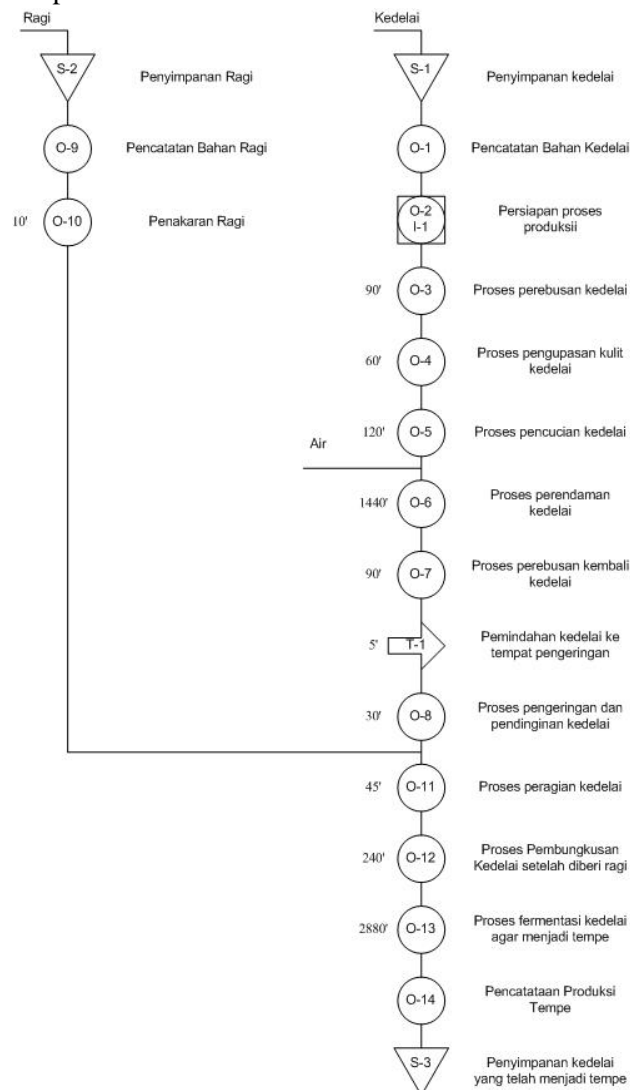 Ragi
Kedelai
S-2
Penyimpanan Ragi
S-1
Penyimpanan kedelai
O-9
Pencatatan Bahan Ragi
O-1
Pencatatan Bahan Kedelai
10'
O-10
Penakaran Ragi
O-2
I-1
Persiapan proses
produksii
90'
O-3
Proses perebusan kedelai
60'
O-4
Proses pengupasan kulit
kedelai
120'
O-5
Proses pencucian kedelai
Air
1440'
O-6
Proses perendaman
kedelai
90'
O-7
Proses perebusan kembali
kedelai
5'
T-1
Pemindahan kedelai ke
tempat pengeringan
30'
O-8
Proses pengeringan dan
pendinginan kedelai
45'
O-11
Proses peragian kedelai
240'
O-12
Proses Pembungkusan
Kedelai setelah diberi ragi
2880'
O-13
Proses fermentasi kedelai
agar menjadi tempe
O-14
Pencatataan Produksi
Tempe
S-3
Penyimpanan kedelai
yang telah menjadi tempe